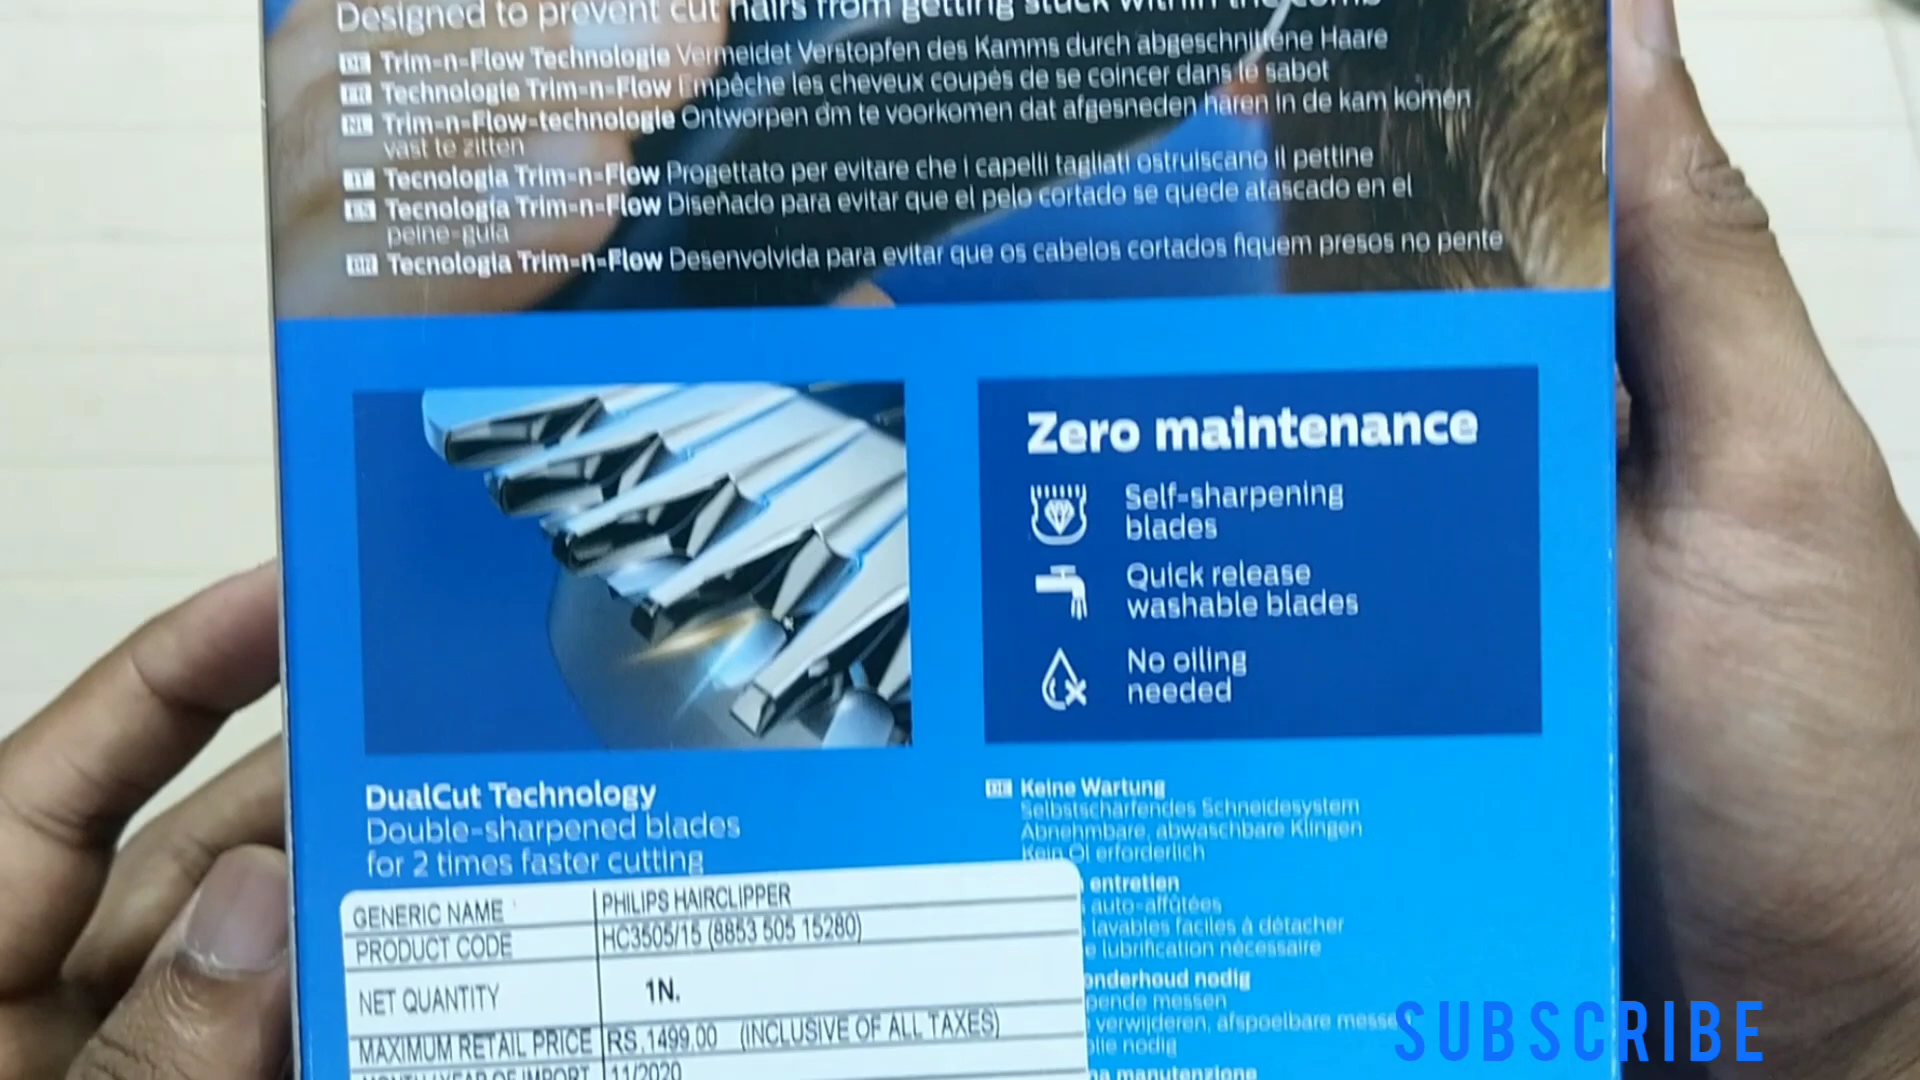 Designed to prevent cut hairs from getting stuck within the comb
DE Trim-n-Flow Technologie Vermeidet Verstopfen des Kamms durch abgeschnittene Haare
FR Technologie Trim-n-Flow Empêche les cheveux coupés de se coincer dans le sabot
NL Trim-n-Flow-technologie Ontworpen om te voorkomen dat afgesneden haren in de kam komen
vast te zitten
IT Tecnologia Trim-n-Flow Progettato per evitare che i capelli tagliati ostruiscano il pettine
ES Tecnología Trim-n-Flow Diseñado para evitar que el pelo cortado se quede atascado en el
peine-guía
BR Tecnologia Trim-n-Flow Desenvolvida para evitar que os cabelos cortados fiquem presos no pente
Zero maintenance
Self-sharpening
blades
Quick release
washable blades
No oiling
needed
DualCut Technology
Double-sharpened blades
for 2 times faster cutting
DE Keine Wartung
Selbstschärfendes Schneidesystem
Abnehmbare, abwaschbare Klingen
Kein Öl erforderlich
entretien
auto-affûtées
lavables faciles à détacher
lubrification nécessaire
onderhoud nodig
pende messen
verwijderen, afspoelbare messe
olie nodig
manutenzione
GENERIC NAME PHILIPS HAIRCLIPPER
PRODUCT CODE HC3505/15 (8853 505 15280)
NET QUANTITY 1N.
MAXIMUM RETAIL PRICE RS.1499.00 (INCLUSIVE OF ALL TAXES)
MONTH/YEAR OF IMPORT 11/2020
SUBSCRIBE